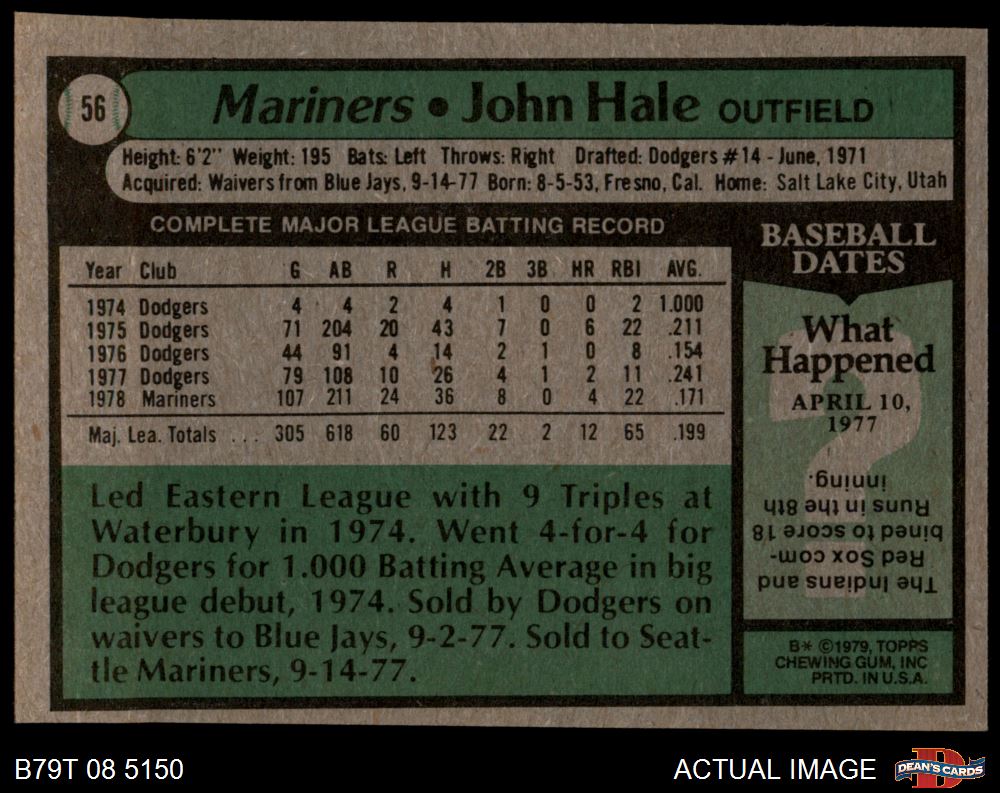 56
Mariners • John Hale OUTFIELD
Height: 6'2" Weight: 195 Bats: Left Throws: Right Drafted: Dodgers #14 - June, 1971
Acquired: Waivers from Blue Jays, 9-14-77 Born: 8-5-53, Fresno, Cal. Home: Salt Lake City, Utah
COMPLETE MAJOR LEAGUE BATTING RECORD
Year Club G AB R H 2B 3B HR RBI AVG.
1974 Dodgers 4 4 2 4 1 0 0 2 1.000
1975 Dodgers 71 204 20 43 7 0 6 22 .211
1976 Dodgers 44 91 4 14 2 1 0 8 .154
1977 Dodgers 79 108 10 26 4 1 2 11 .241
1978 Mariners 107 211 24 36 8 0 4 22 .171
Maj. Lea. Totals ... 305 618 60 123 22 2 12 65 .199
Led Eastern League with 9 Triples at
Waterbury in 1974. Went 4-for-4 for
Dodgers for 1.000 Batting Average in big
league debut, 1974. Sold by Dodgers on
waivers to Blue Jays, 9-2-77. Sold to Seat-
tle Mariners, 9-14-77.
BASEBALL
DATES
What
Happened
APRIL 10,
1977
The Indians and
Red Sox com-
bined to score 18
Runs in the 8th
inning.
B* ©1979, TOPPS
CHEWING GUM, INC
PRTD. IN U.S.A.
B79T 08 5150
ACTUAL IMAGE
DEAN'S CARDS